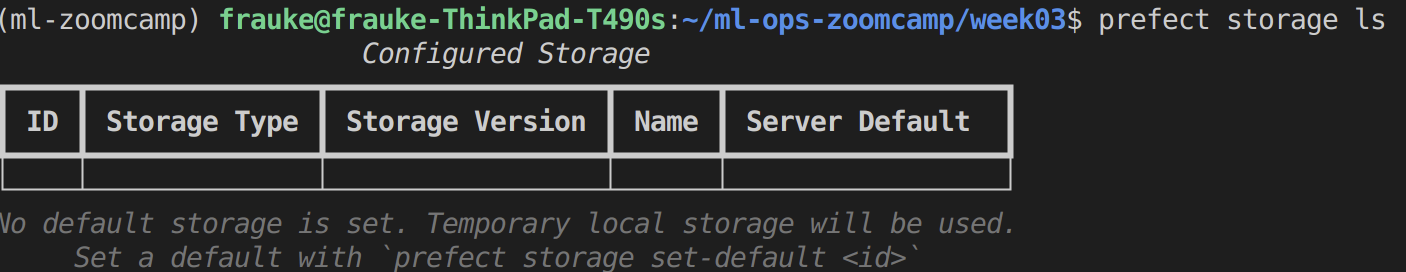 (ml-zoomcamp) frauke@frauke-ThinkPad-T490s:~/ml-ops-zoomcamp/week03$ prefect storage ls
Configured Storage
ID Storage Type Storage Version Name Server Default
No default storage is set. Temporary local storage will be used.
Set a default with `prefect storage set-default <id>`